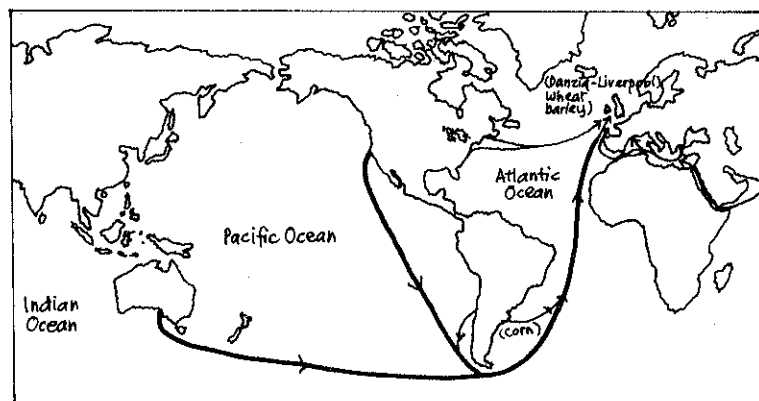 (Danzig-Liverpool)
wheat
barley)
Atlantic
Ocean
Pacific Ocean
Indian
Ocean
(corn)